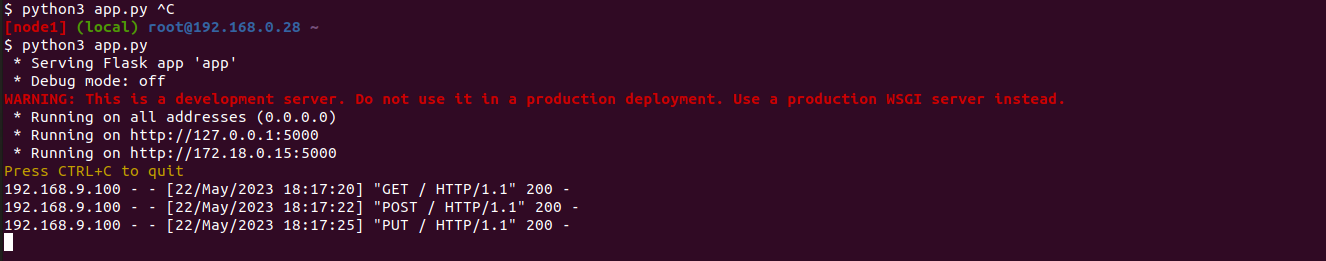 $ python3 app.py ^C
[node1] (local) root@192.168.0.28 ~
$ python3 app.py
 * Serving Flask app 'app'
 * Debug mode: off
WARNING: This is a development server. Do not use it in a production deployment. Use a production WSGI server instead.
 * Running on all addresses (0.0.0.0)
 * Running on http://127.0.0.1:5000
 * Running on http://172.18.0.15:5000
Press CTRL+C to quit
192.168.9.100 - - [22/May/2023 18:17:20] "GET / HTTP/1.1" 200 -
192.168.9.100 - - [22/May/2023 18:17:22] "POST / HTTP/1.1" 200 -
192.168.9.100 - - [22/May/2023 18:17:25] "PUT / HTTP/1.1" 200 -